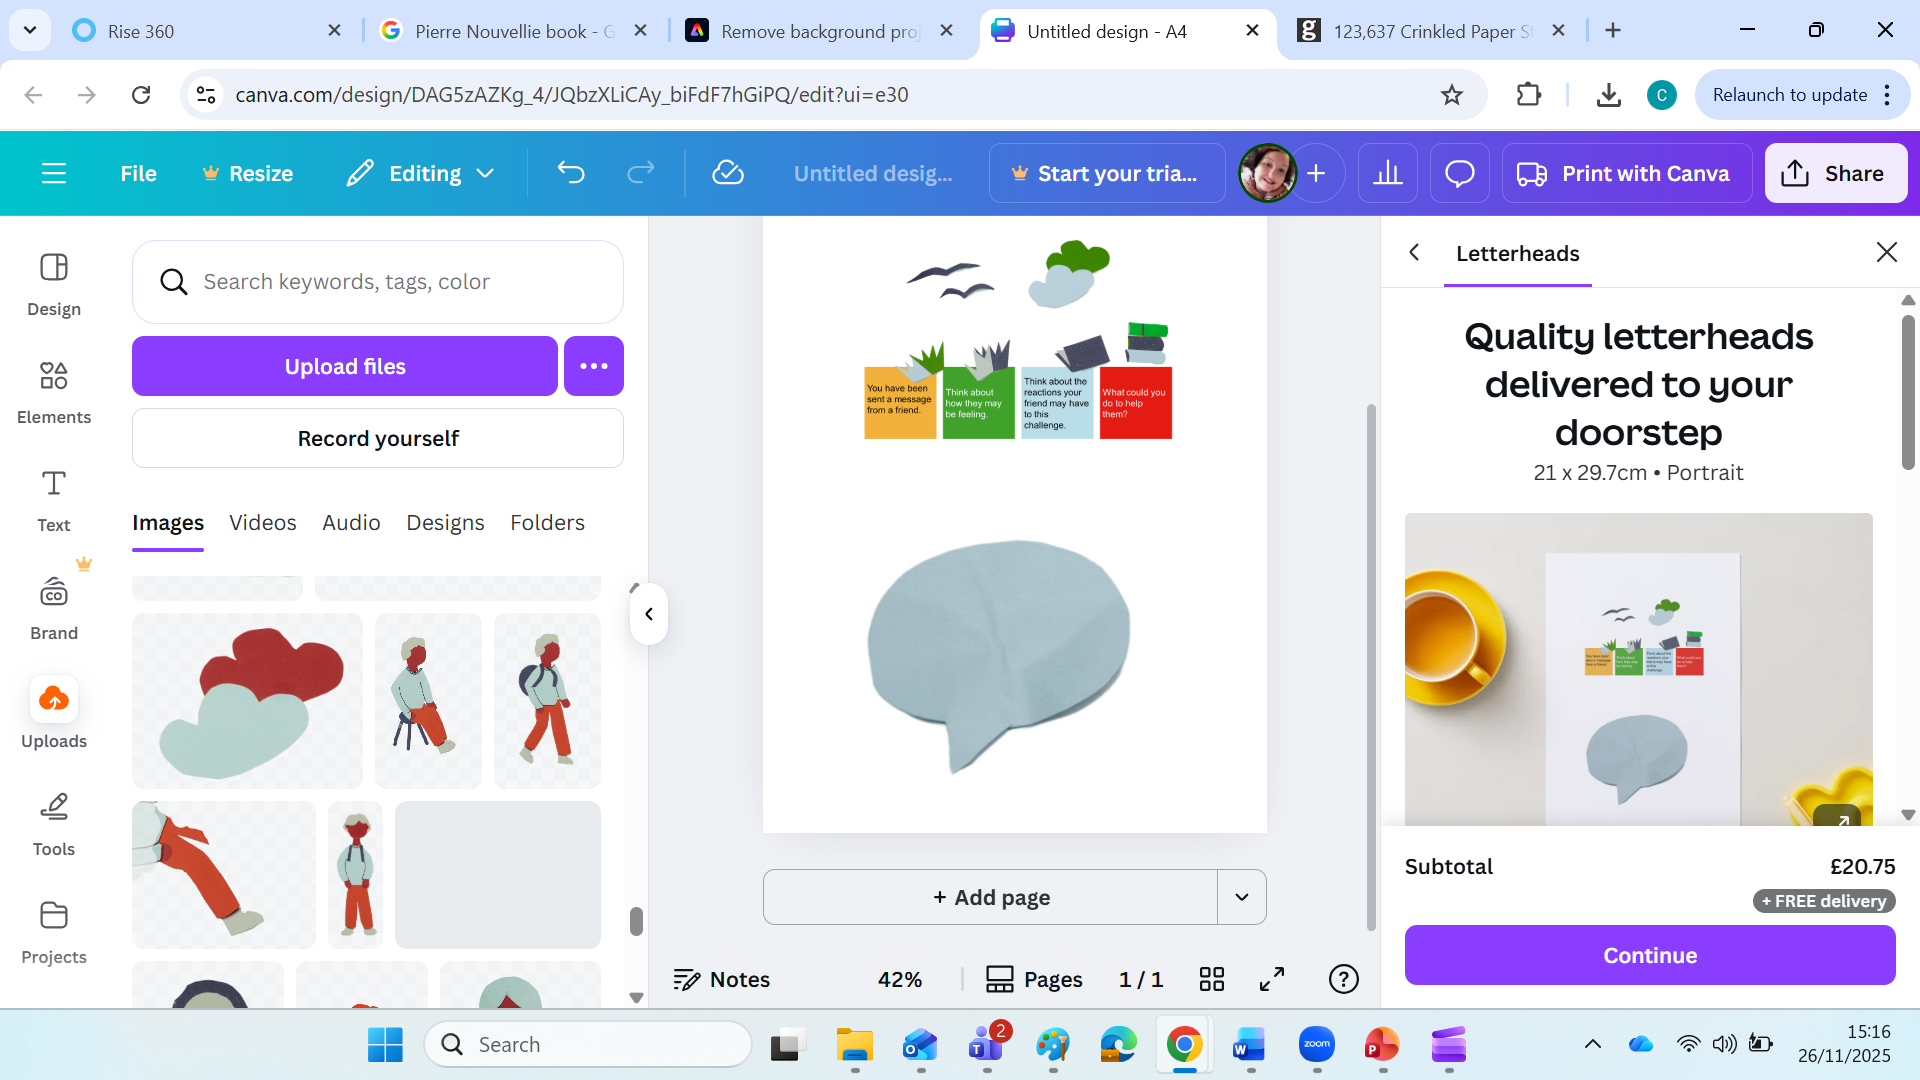 Rise 360
Pierre Nouvellie book - G
Remove background proj
Untitled design - A4
123,637 Crinkled Paper St
canva.com/design/DAG5zAZKg_4/JQbzXLiCAy_biFdF7hGiPQ/edit?ui=e30
C
Relaunch to update
File
Resize
Editing
Untitled desig...
Start your tria...
Print with Canva
Share
Design
Elements
Text
Brand
Uploads
Tools
Projects
Search keywords, tags, color
Upload files
Record yourself
Images
Videos
Audio
Designs
Folders
You have been
sent a message
from a friend.
Think about
how they may
be feeling.
Think about the
reactions your
friend may have
to this
challenge.
What could you
do to help
them?
+ Add page
Notes
42%
Pages
1 / 1
Letterheads
Quality letterheads
delivered to your
doorstep
21 x 29.7cm • Portrait
Subtotal
£20.75
+ FREE delivery
Continue
Search
2
zoom
15:16
26/11/2025